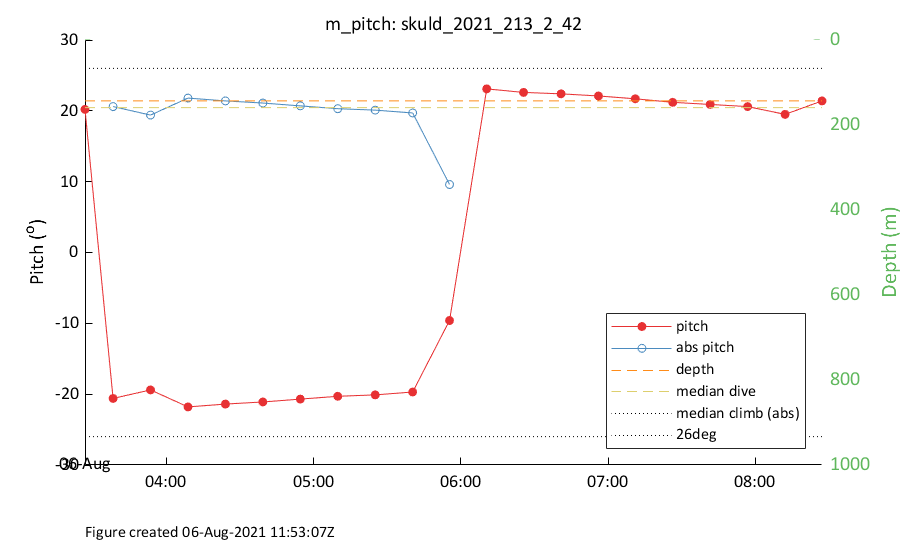 m_pitch: skuld_2021_213_2_42
30
20
10
0
-10
-20
-30
06-Aug
Pitch (o)
0
200
400
600
800
1000
Depth (m)
pitch
abs pitch
depth
median dive
median climb (abs)
26deg
04:00
05:00
06:00
07:00
08:00
Figure created 06-Aug-2021 11:53:07Z